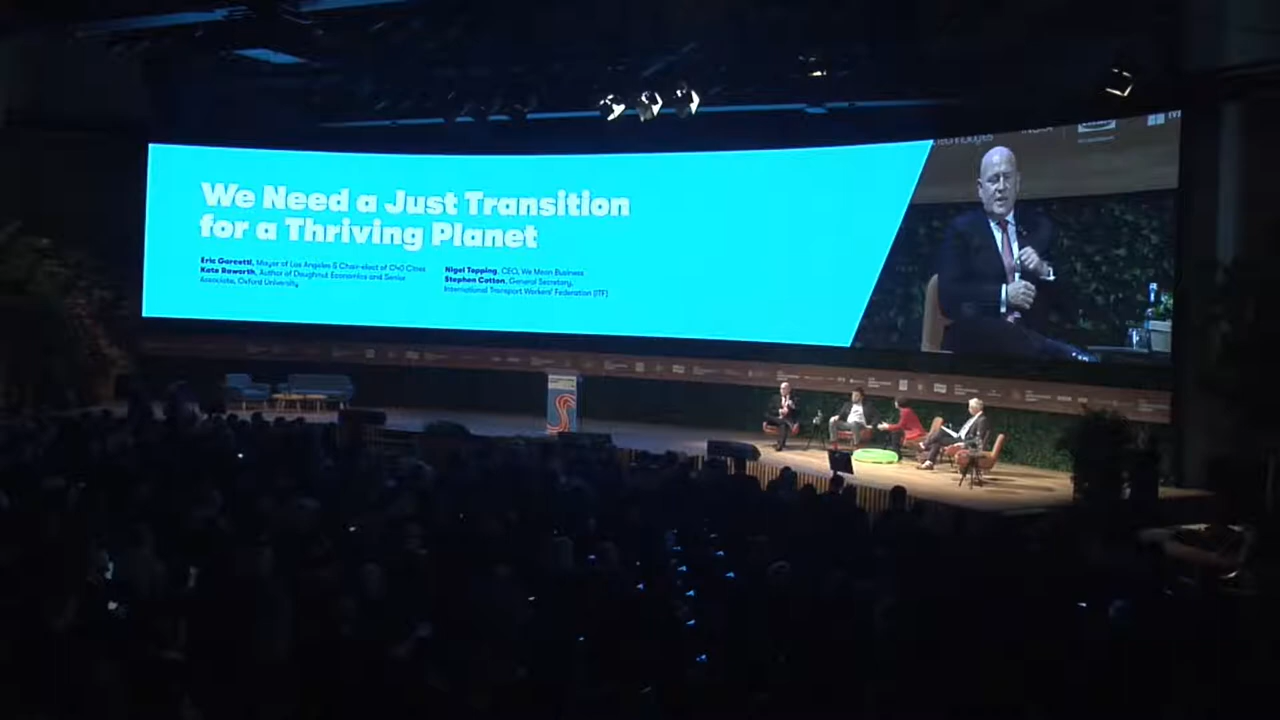 We Need a Just Transition
for a Thriving Planet
Eric Garcetti, Mayor of Los Angeles & Chair-elect of C40 Cities
Kate Raworth, Author of Doughnut Economics and Senior
Associate, Oxford University
Nigel Topping, CEO, We Mean Business
Stephen Cotton, General Secretary,
International Transport Workers' Federation (ITF)